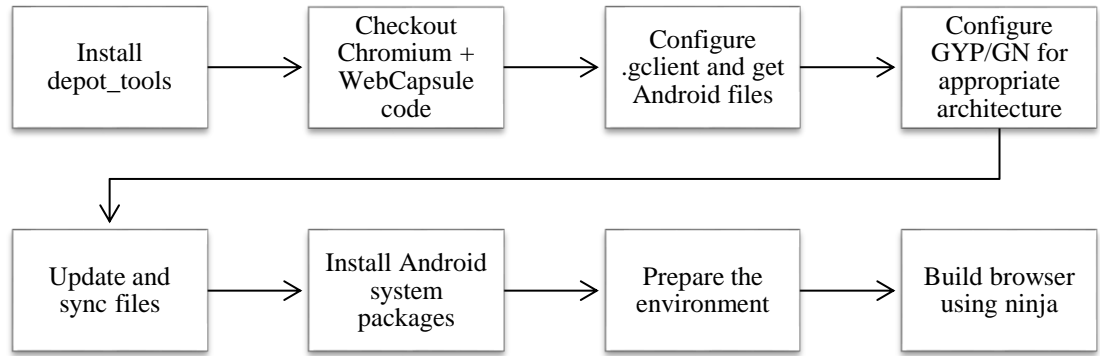 Install
depot_tools
Checkout
Chromium +
WebCapsule
code
Configure
.gclient and get
Android files
Configure
GYP/GN for
appropriate
architecture
Update and
sync files
Install Android
system
packages
Prepare the
environment
Build browser
using ninja